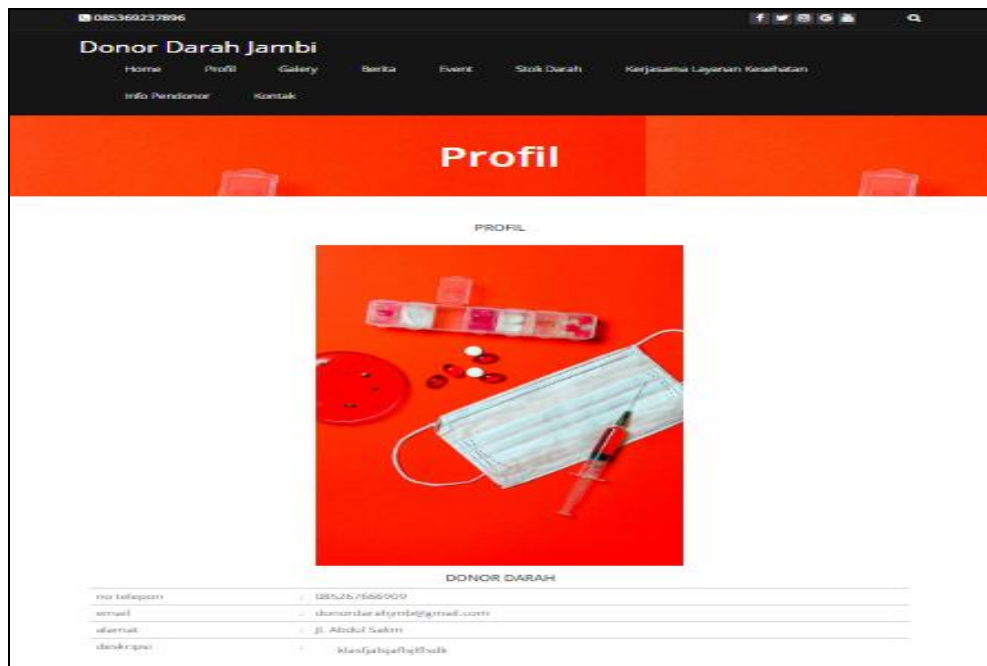 085369237896
Donor Darah Jambi
Home Profil Galery Berita Event Stok Darah Kerjasama Layanan Kesehatan
Info Pendonor Kontak
Profil
PROFIL
DONOR DARAH
no telepon : 085267666909
email : donordarahjmb@gmail.com
alamat : Jl. Abdul Salim
deskripsi :